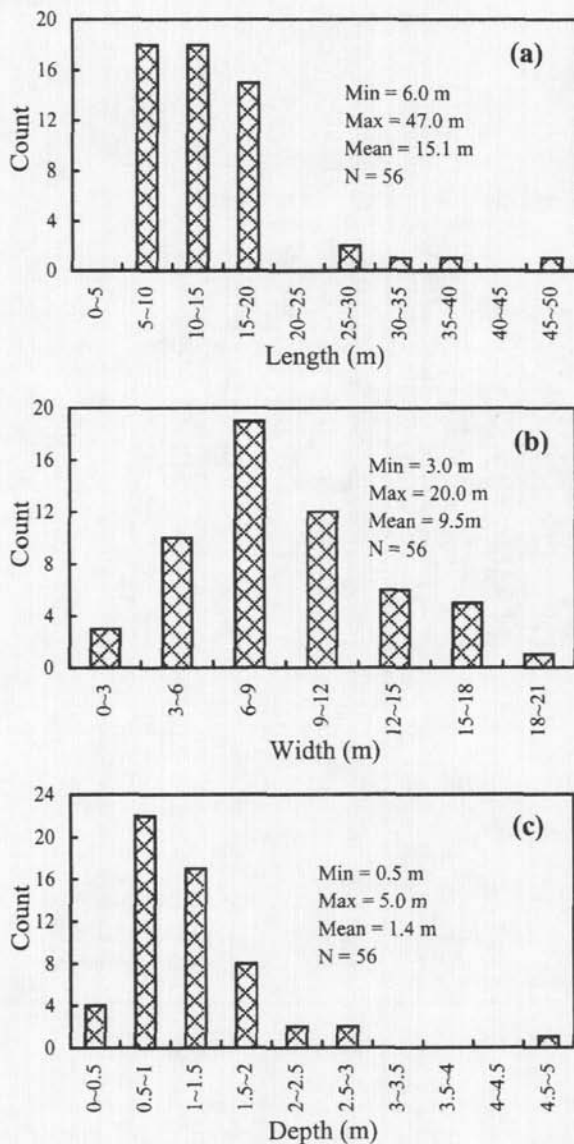 20
(a)
16
Min = 6.0 m
Max = 47.0 m
12
Mean = 15.1 m
Count
N = 56
8
4
0
0~5
5~10
10~15
15~20
20~25
25~30
30~35
35~40
40~45
45~50
Length (m)
20
(b)
16
Min = 3.0 m
Max = 20.0 m
12
Mean = 9.5m
Count
N = 56
8
4
0
0~3
3~6
6~9
9~12
12~15
15~18
18~21
Width (m)
24
(c)
20
Min = 0.5 m
16
Max = 5.0 m
Mean = 1.4 m
12
Count
N = 56
8
4
0
0~0.5
0.5~1
1~1.5
1.5~2
2~2.5
2.5~3
3~3.5
3.5~4
4~4.5
4.5~5
Depth (m)